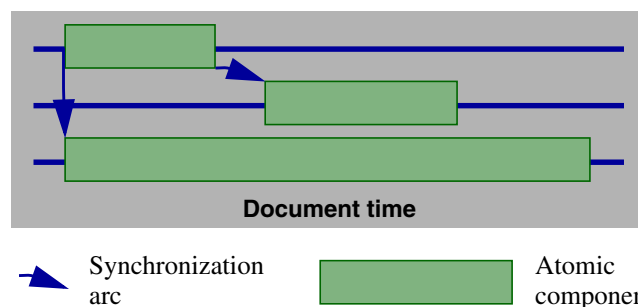 Document time
Synchronization
arc
Atomic
componen